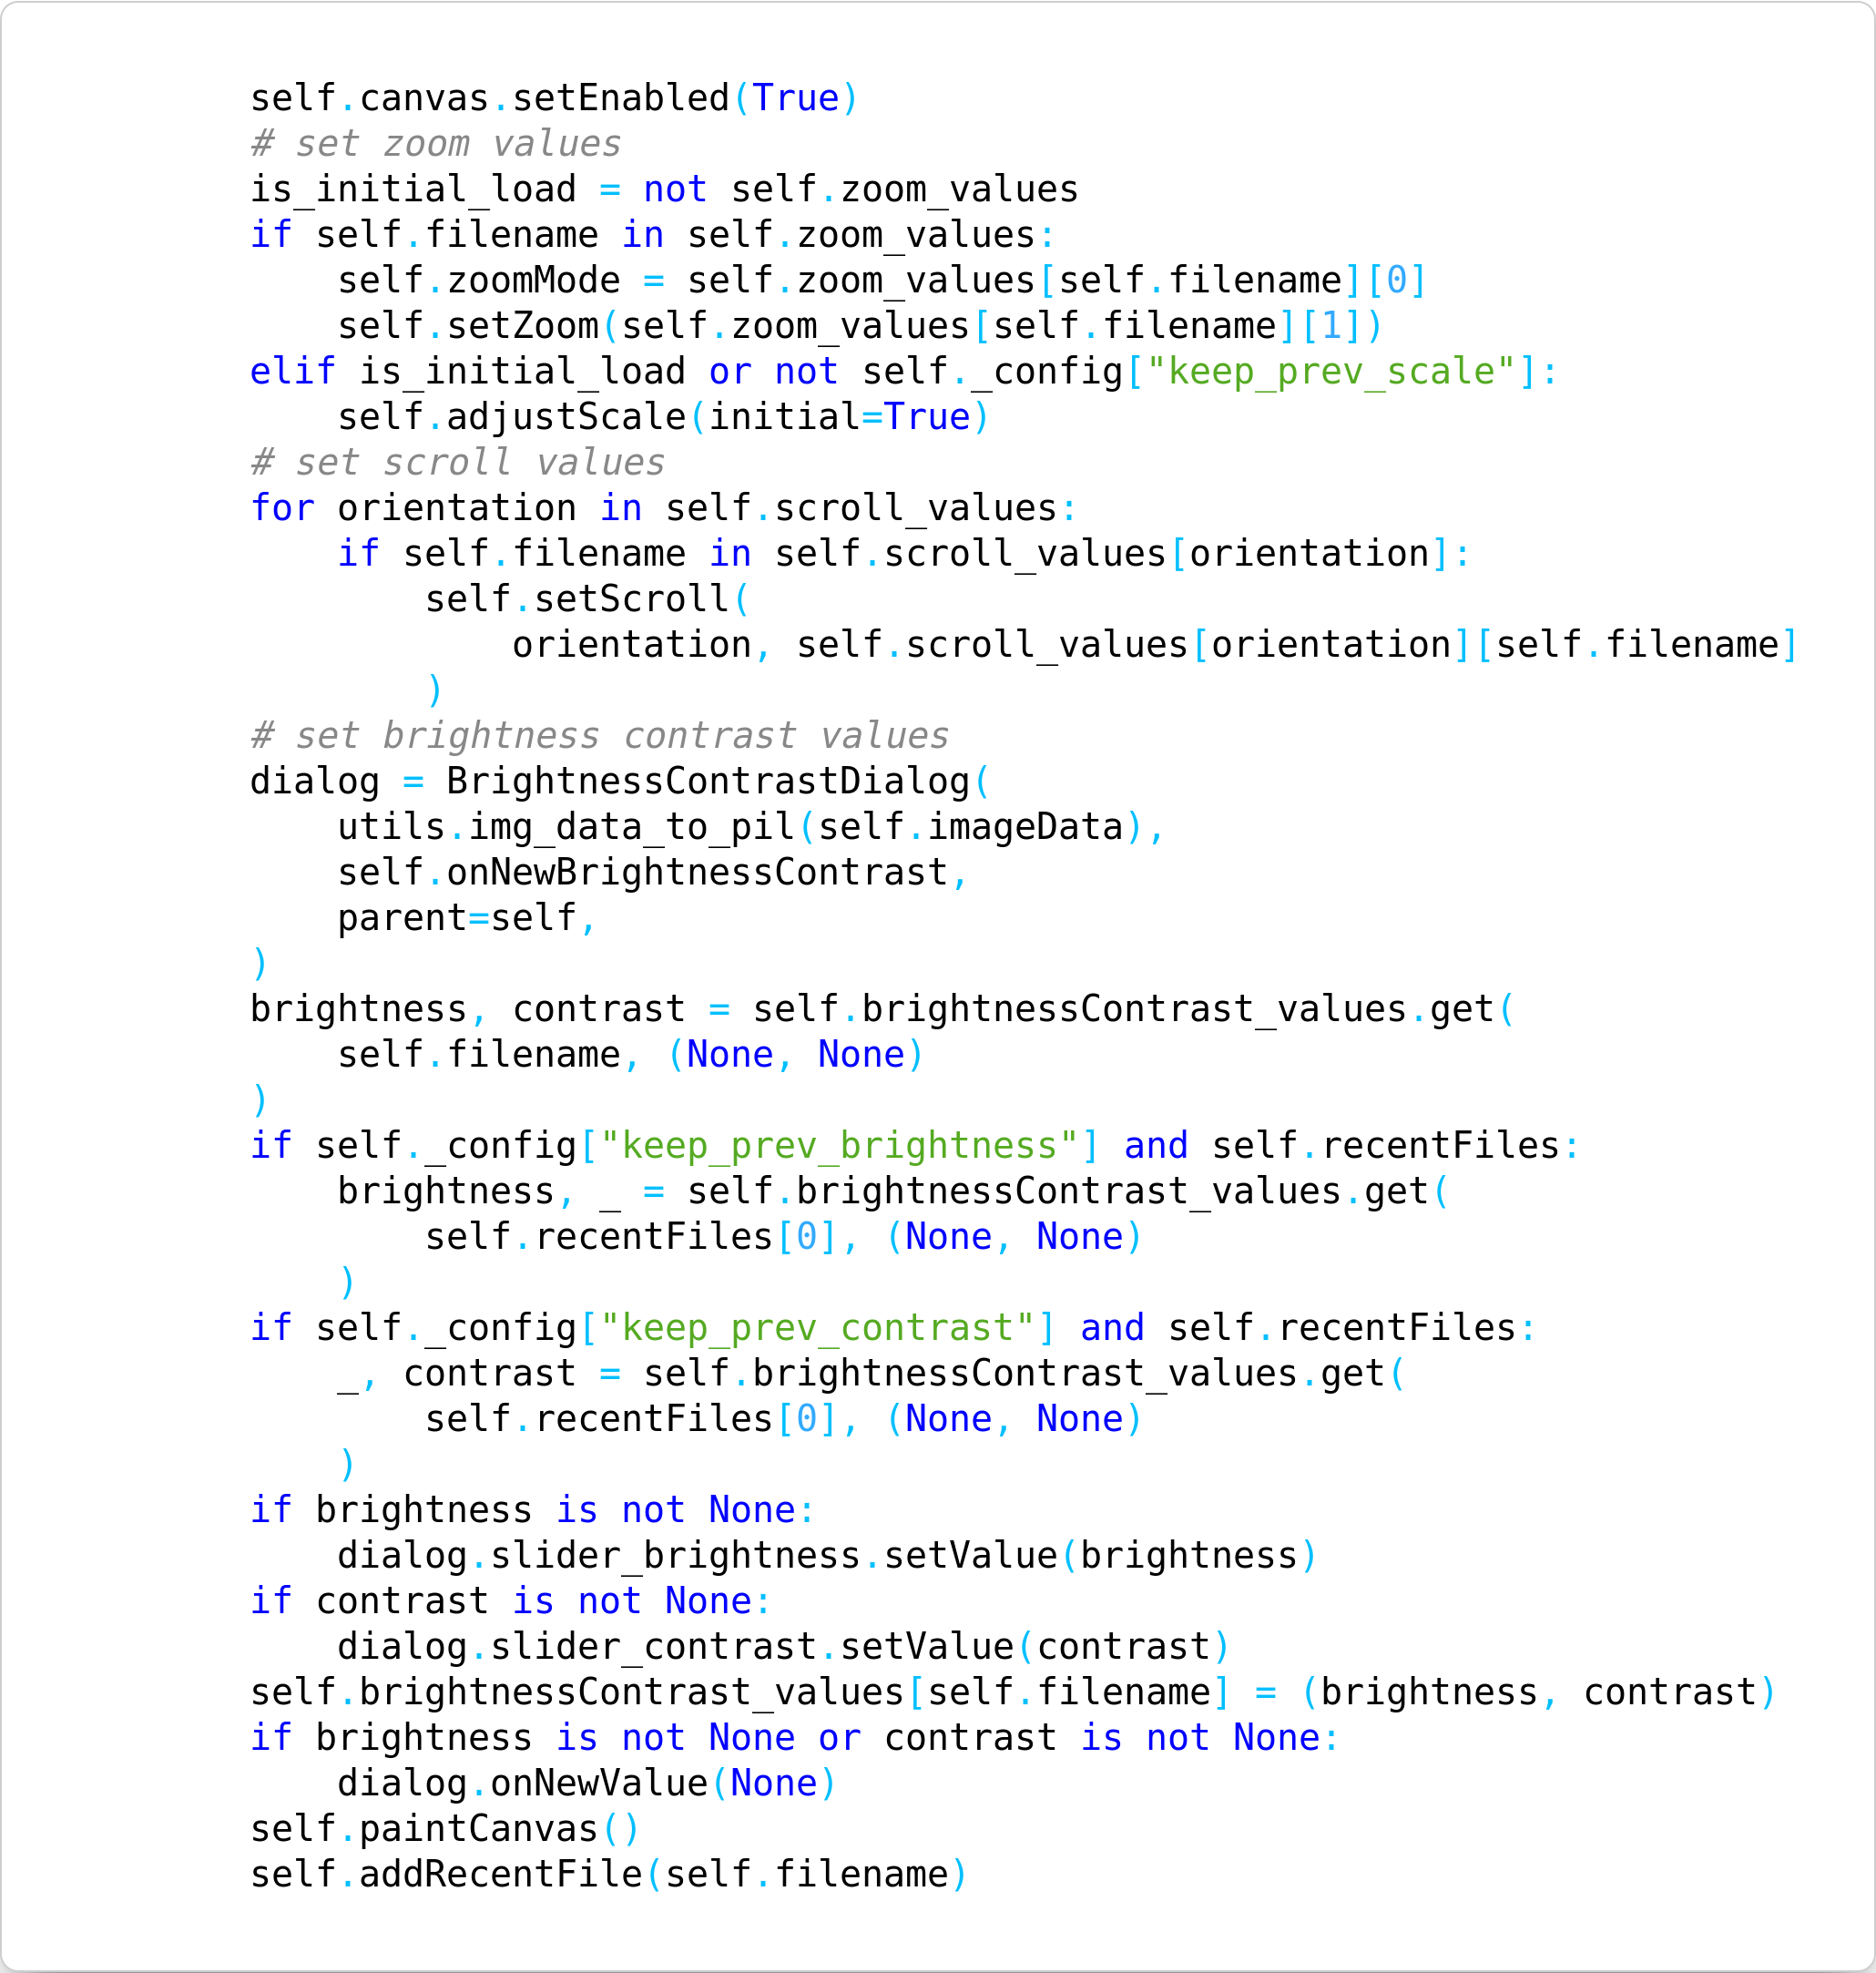 self.canvas.setEnabled(True)
# set zoom values
is_initial_load = not self.zoom_values
if self.filename in self.zoom_values:
    self.zoomMode = self.zoom_values[self.filename][0]
    self.setZoom(self.zoom_values[self.filename][1])
elif is_initial_load or not self._config["keep_prev_scale"]:
    self.adjustScale(initial=True)
# set scroll values
for orientation in self.scroll_values:
    if self.filename in self.scroll_values[orientation]:
        self.setScroll(
            orientation, self.scroll_values[orientation][self.filename]
        )
# set brightness contrast values
dialog = BrightnessContrastDialog(
    utils.img_data_to_pil(self.imageData),
    self.onNewBrightnessContrast,
    parent=self,
)
brightness, contrast = self.brightnessContrast_values.get(
    self.filename, (None, None)
)
if self._config["keep_prev_brightness"] and self.recentFiles:
    brightness, _ = self.brightnessContrast_values.get(
        self.recentFiles[0], (None, None)
    )
if self._config["keep_prev_contrast"] and self.recentFiles:
    _, contrast = self.brightnessContrast_values.get(
        self.recentFiles[0], (None, None)
    )
if brightness is not None:
    dialog.slider_brightness.setValue(brightness)
if contrast is not None:
    dialog.slider_contrast.setValue(contrast)
self.brightnessContrast_values[self.filename] = (brightness, contrast)
if brightness is not None or contrast is not None:
    dialog.onNewValue(None)
self.paintCanvas()
self.addRecentFile(self.filename)